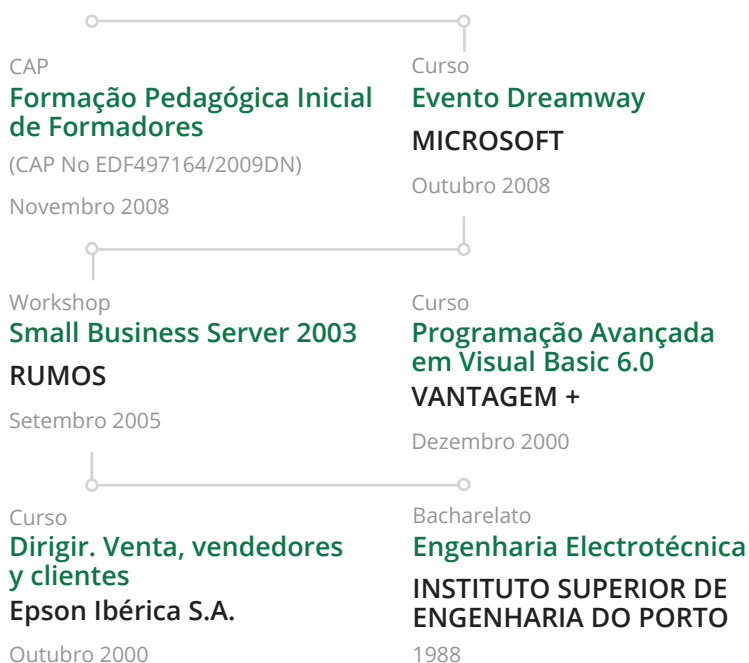 CAP
Formação Pedagógica Inicial
de Formadores
(CAP No EDF497164/2009DN)
Novembro 2008
Curso
Evento Dreamway
MICROSOFT
Outubro 2008
Workshop
Small Business Server 2003
RUMOS
Setembro 2005
Curso
Programação Avançada
em Visual Basic 6.0
VANTAGEM +
Dezembro 2000
Curso
Dirigir. Venta, vendedores
y clientes
Epson Ibérica S.A.
Outubro 2000
Bacharelato
Engenharia Electrotécnica
INSTITUTO SUPERIOR DE
ENGENHARIA DO PORTO
1988